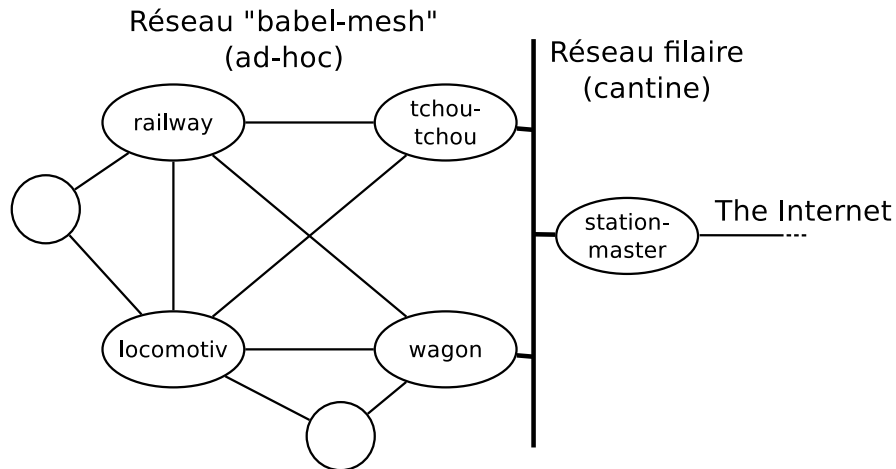 Réseau "babel-mesh"
(ad-hoc)
Réseau filaire
(cantine)
railway
tchou-
tchou
station-
master
The Internet
locomotiv
wagon